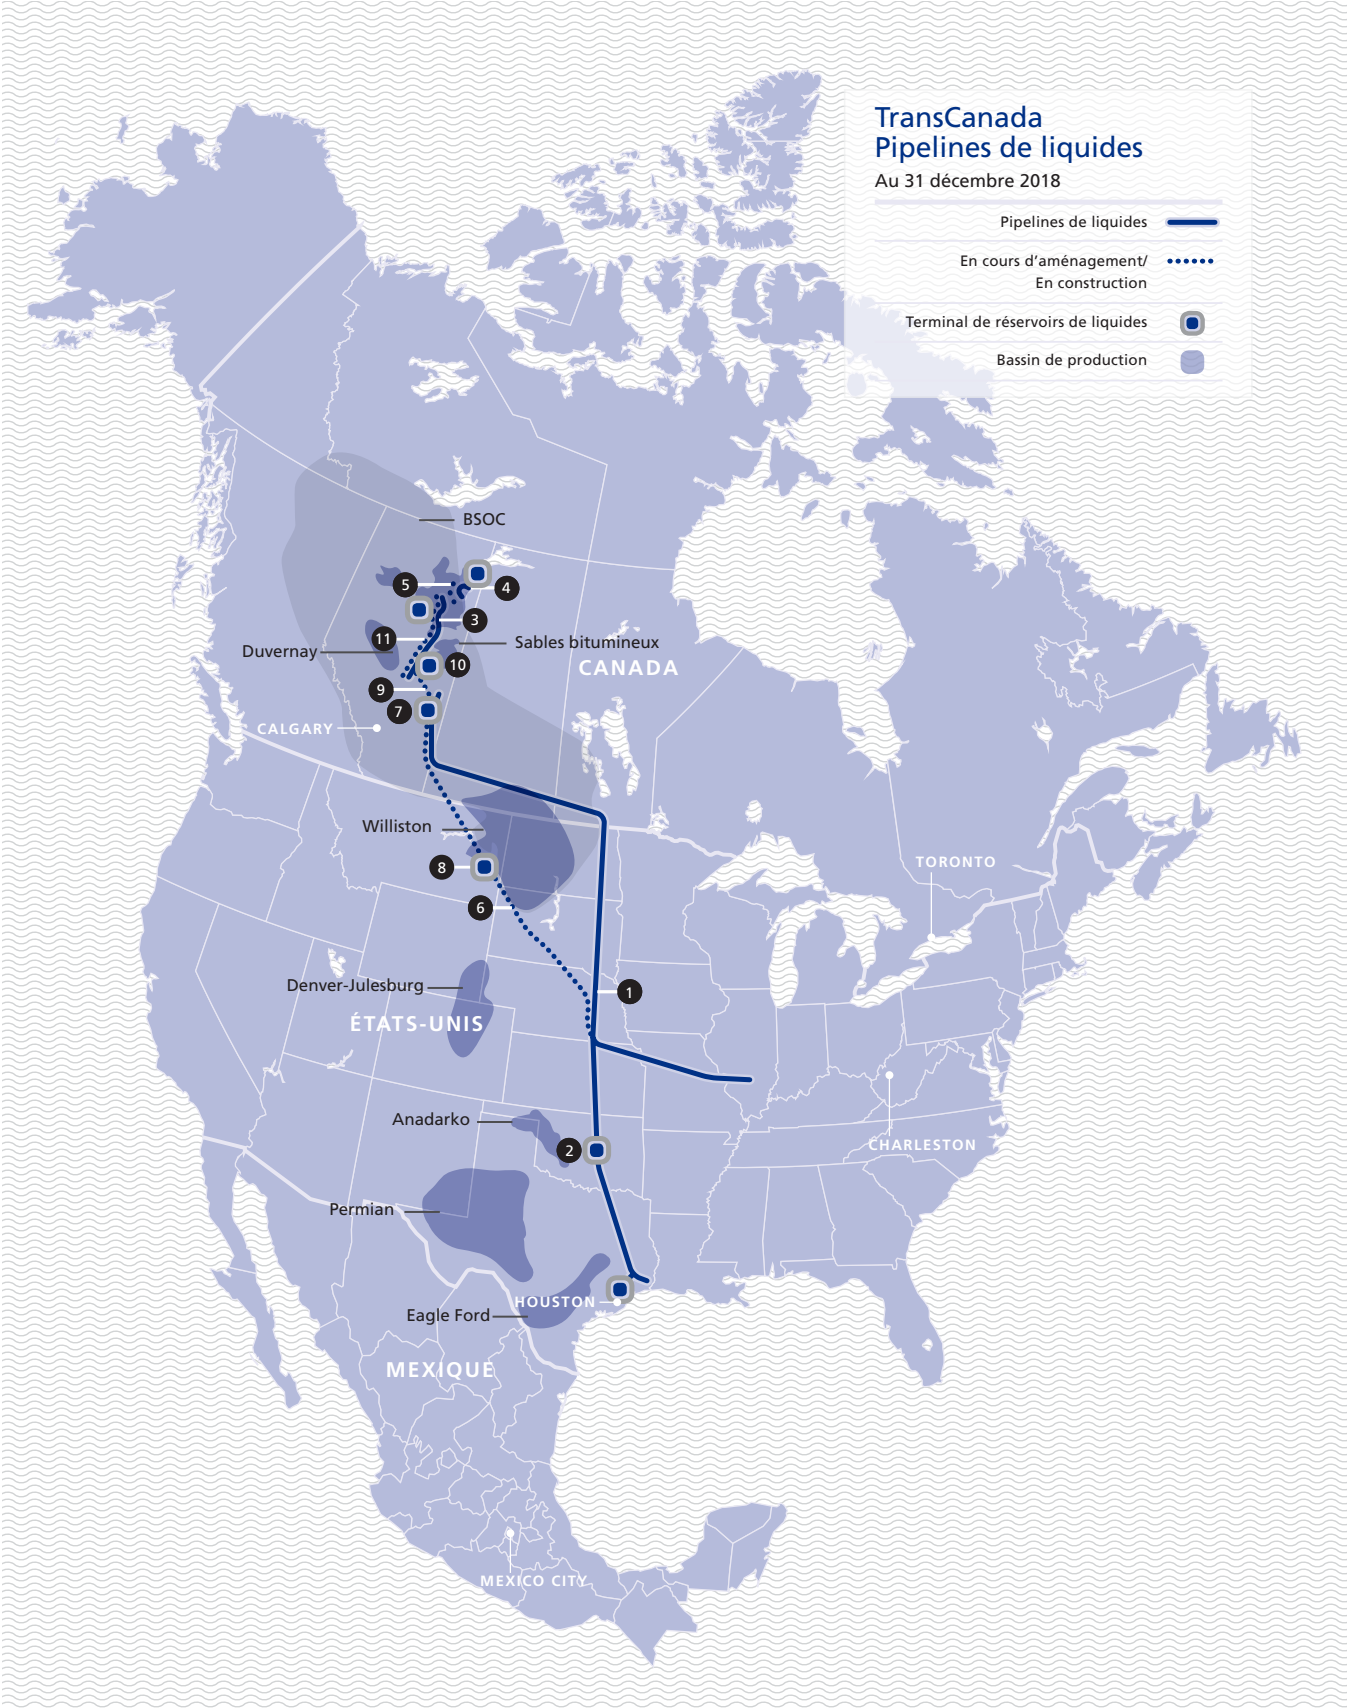 TransCanada
Pipelines de liquides
Au 31 décembre 2018
Pipelines de liquides
En cours d’aménagement/
En construction
Terminal de réservoirs de liquides
Bassin de production
BSOC
5
4
3
11
Sables bitumineux
Duvernay
10
CANADA
9
7
CALGARY
Williston
8
TORONTO
6
Denver-Julesburg
1
ÉTATS-UNIS
Anadarko
2
CHARLESTON
Permian
HOUSTON
Eagle Ford
MEXIQUE
MEXICO CITY